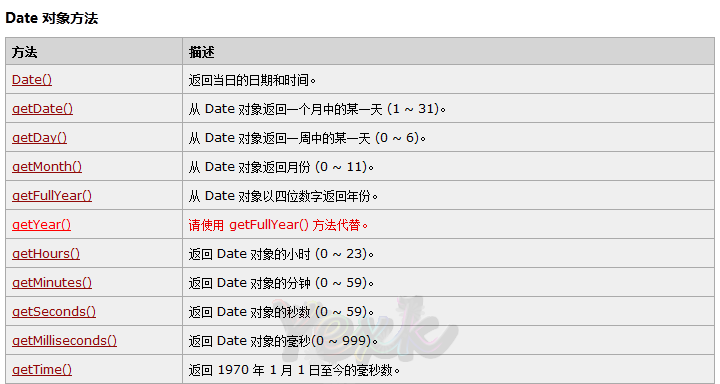 Date 对象方法
方法 描述
Date() 返回当日的日期和时间。
getDate() 从 Date 对象返回一个月中的某一天 (1 ~ 31)。
getDay() 从 Date 对象返回一周中的某一天 (0 ~ 6)。
getMonth() 从 Date 对象返回月份 (0 ~ 11)。
getFullYear() 从 Date 对象以四位数字返回年份。
getYear() 请使用 getFullYear() 方法代替。
getHours() 返回 Date 对象的小时 (0 ~ 23)。
getMinutes() 返回 Date 对象的分钟 (0 ~ 59)。
getSeconds() 返回 Date 对象的秒数 (0 ~ 59)。
getMilliseconds() 返回 Date 对象的毫秒(0 ~ 999)。
getTime() 返回 1970 年 1 月 1 日至今的毫秒数。